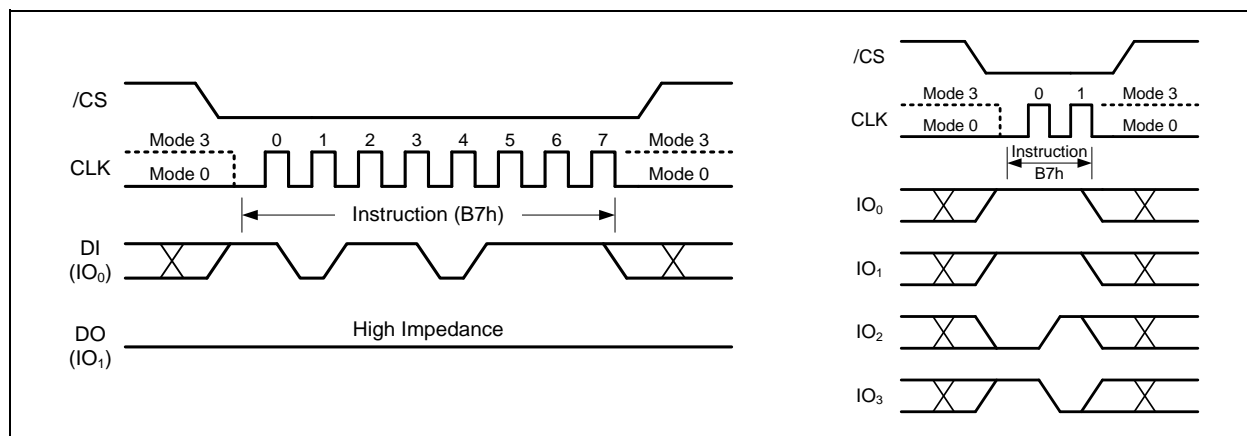 /CS
Mode 3 0 1 2 3 4 5 6 7 Mode 3
CLK
Mode 0 Mode 0
Instruction (B7h)
DI
(IO₀)
High Impedance
DO
(IO₁)
/CS
Mode 3 0 1 Mode 3
CLK
Mode 0 Mode 0
Instruction
B7h
IO₀
IO₁
IO₂
IO₃